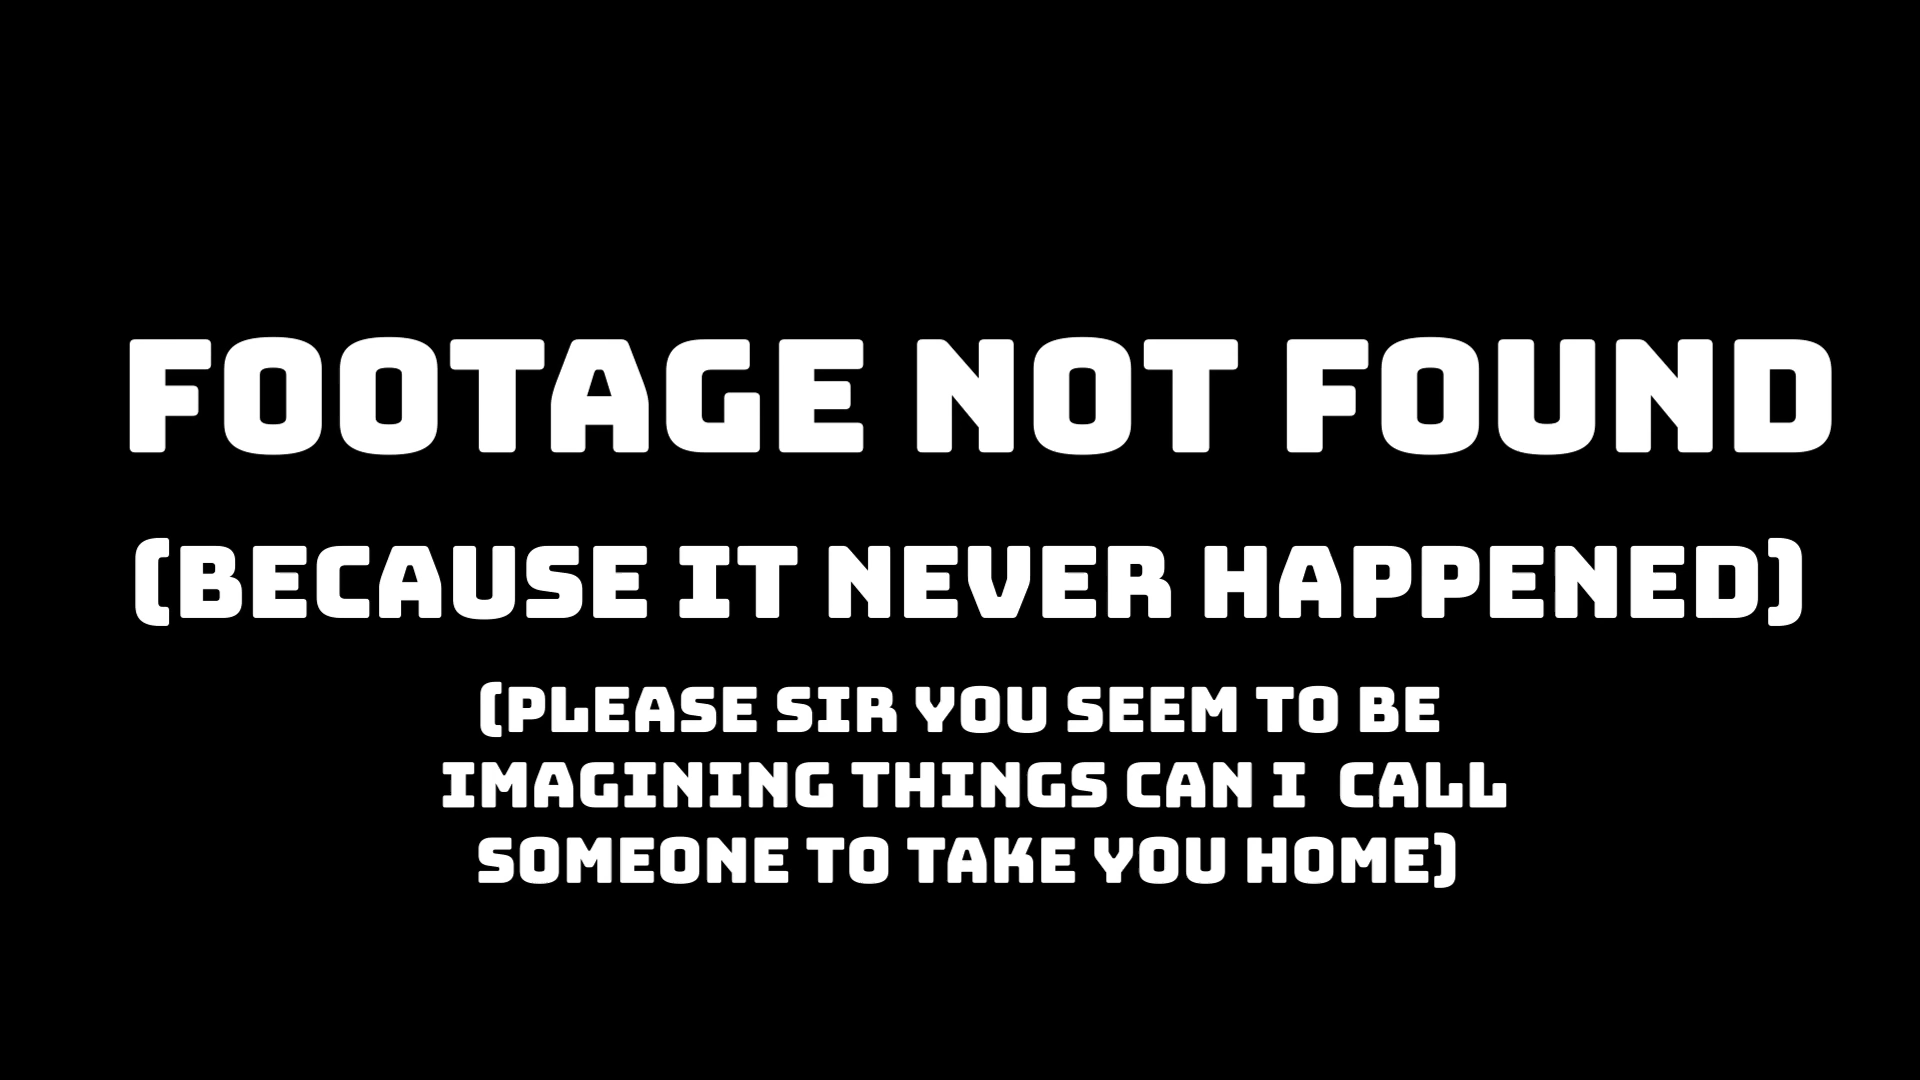 FOOTAGE NOT FOUND
(BECAUSE IT NEVER HAPPENED)
(PLEASE SIR YOU SEEM TO BE
IMAGINING THINGS CAN I CALL
SOMEONE TO TAKE YOU HOME)